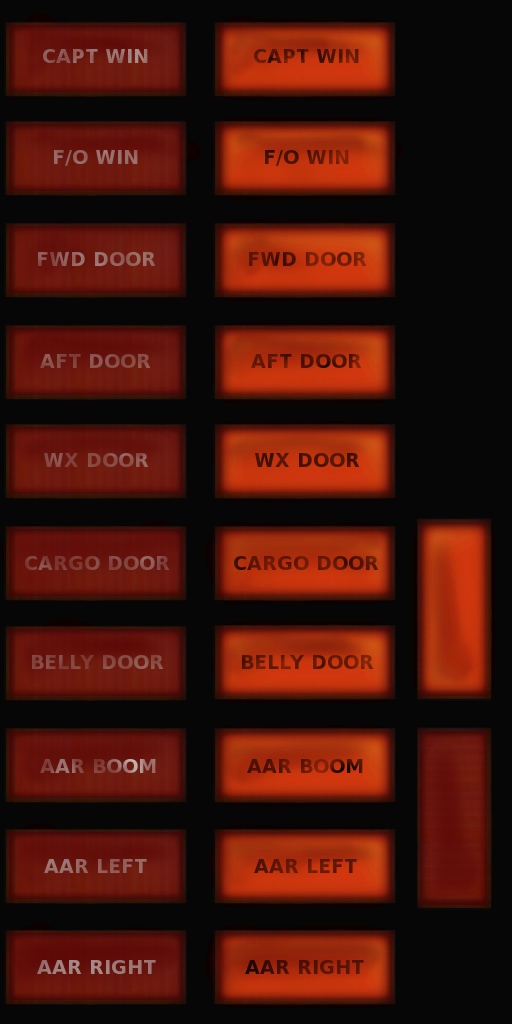 CAPT WIN CAPT WIN
F/O WIN F/O WIN
FWD DOOR FWD DOOR
AFT DOOR AFT DOOR
WX DOOR WX DOOR
CARGO DOOR CARGO DOOR
BELLY DOOR BELLY DOOR
AAR BOOM AAR BOOM
AAR LEFT AAR LEFT
AAR RIGHT AAR RIGHT